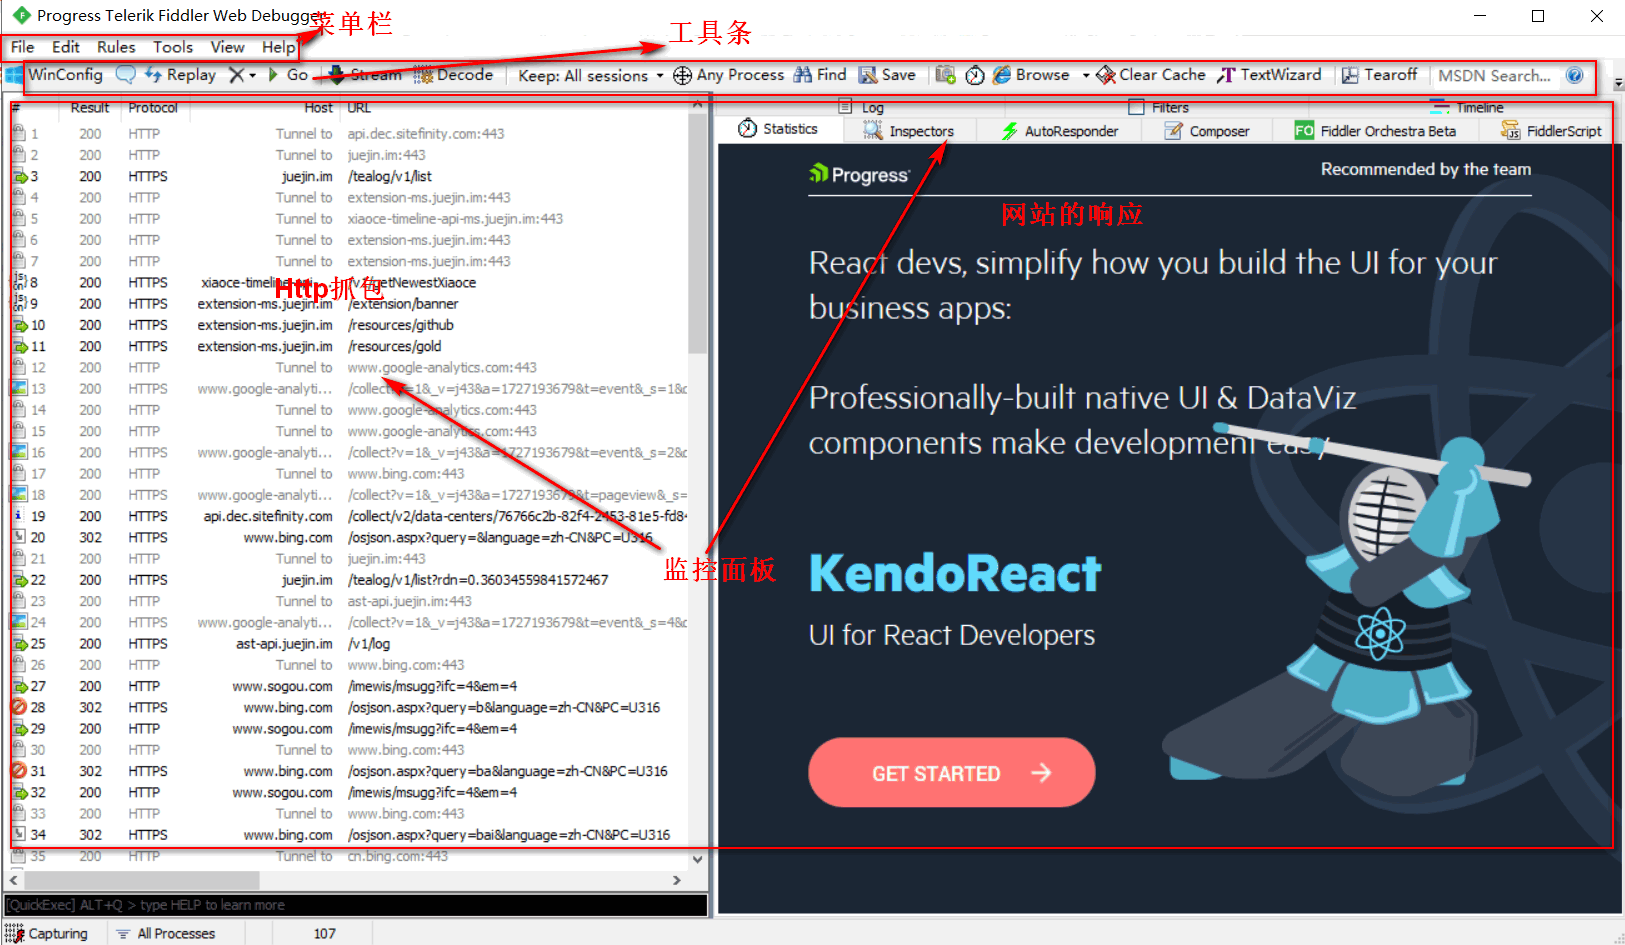 Progress Telerik Fiddler Web Debugger
菜单栏
File Edit Rules Tools View Help
工具条
WinConfig Replay Go Stream Decode Keep: All sessions Any Process Find Save Browse Clear Cache TextWizard Tearoff MSDN Search...
# Result Protocol Host URL
1 200 HTTP Tunnel to api.dec.sitefinity.com:443
2 200 HTTP Tunnel to juejin.im:443
3 200 HTTPS juejin.im /tealog/v1/list
4 200 HTTP Tunnel to extension-ms.juejin.im:443
5 200 HTTP Tunnel to xiaoce-timeline-api-ms.juejin.im:443
6 200 HTTP Tunnel to extension-ms.juejin.im:443
7 200 HTTP Tunnel to extension-ms.juejin.im:443
8 200 HTTPS xiaoce-timeline-api-... /v1/getNewestXiaoce
Http抓包
9 200 HTTPS extension-ms.juejin.im /extension/banner
10 200 HTTPS extension-ms.juejin.im /resources/github
11 200 HTTPS extension-ms.juejin.im /resources/gold
12 200 HTTP Tunnel to www.google-analytics.com:443
13 200 HTTPS www.google-analyti... /collect?v=1&_v=j43&a=1727193679&t=event&_s=1&
14 200 HTTP Tunnel to www.google-analytics.com:443
15 200 HTTP Tunnel to www.google-analytics.com:443
16 200 HTTPS www.google-analyti... /collect?v=1&_v=j43&a=1727193679&t=event&_s=2&
17 200 HTTP Tunnel to www.bing.com:443
18 200 HTTPS www.google-analyti... /collect?v=1&_v=j43&a=1727193679&t=pageview&_s=
19 200 HTTPS api.dec.sitefinity.com /collect/v2/data-centers/76766c2b-82f4-2453-81e5-fd84
20 302 HTTPS www.bing.com /osjson.aspx?query=&language=zh-CN&PC=U316
21 200 HTTP Tunnel to juejin.im:443
22 200 HTTPS juejin.im /tealog/v1/list?rdn=0.36034559841572467
23 200 HTTP Tunnel to ast-api.juejin.im:443
24 200 HTTPS www.google-analyti... /collect?v=1&_v=j43&a=1727193679&t=event&_s=4&
25 200 HTTPS ast-api.juejin.im /v1/log
26 200 HTTP Tunnel to www.bing.com:443
27 200 HTTP www.sogou.com /imewis/msugg?ifc=4&em=4
28 302 HTTPS www.bing.com /osjson.aspx?query=b&language=zh-CN&PC=U316
29 200 HTTP www.sogou.com /imewis/msugg?ifc=4&em=4
30 200 HTTP Tunnel to www.bing.com:443
31 302 HTTPS www.bing.com /osjson.aspx?query=ba&language=zh-CN&PC=U316
32 200 HTTP www.sogou.com /imewis/msugg?ifc=4&em=4
33 200 HTTP Tunnel to www.bing.com:443
34 302 HTTPS www.bing.com /osjson.aspx?query=bai&language=zh-CN&PC=U316
35 200 HTTP Tunnel to cn.bing.com:443
监控面板
Log Filters Timeline
Statistics Inspectors AutoResponder Composer FO Fiddler Orchestra Beta FiddlerScript
Progress Recommended by the team
网站的响应
React devs, simplify how you build the UI for your
business apps:
Professionally-built native UI & DataViz
components make development easy
KendoReact
UI for React Developers
GET STARTED
[QuickExec] ALT+Q > type HELP to learn more
Capturing All Processes 107